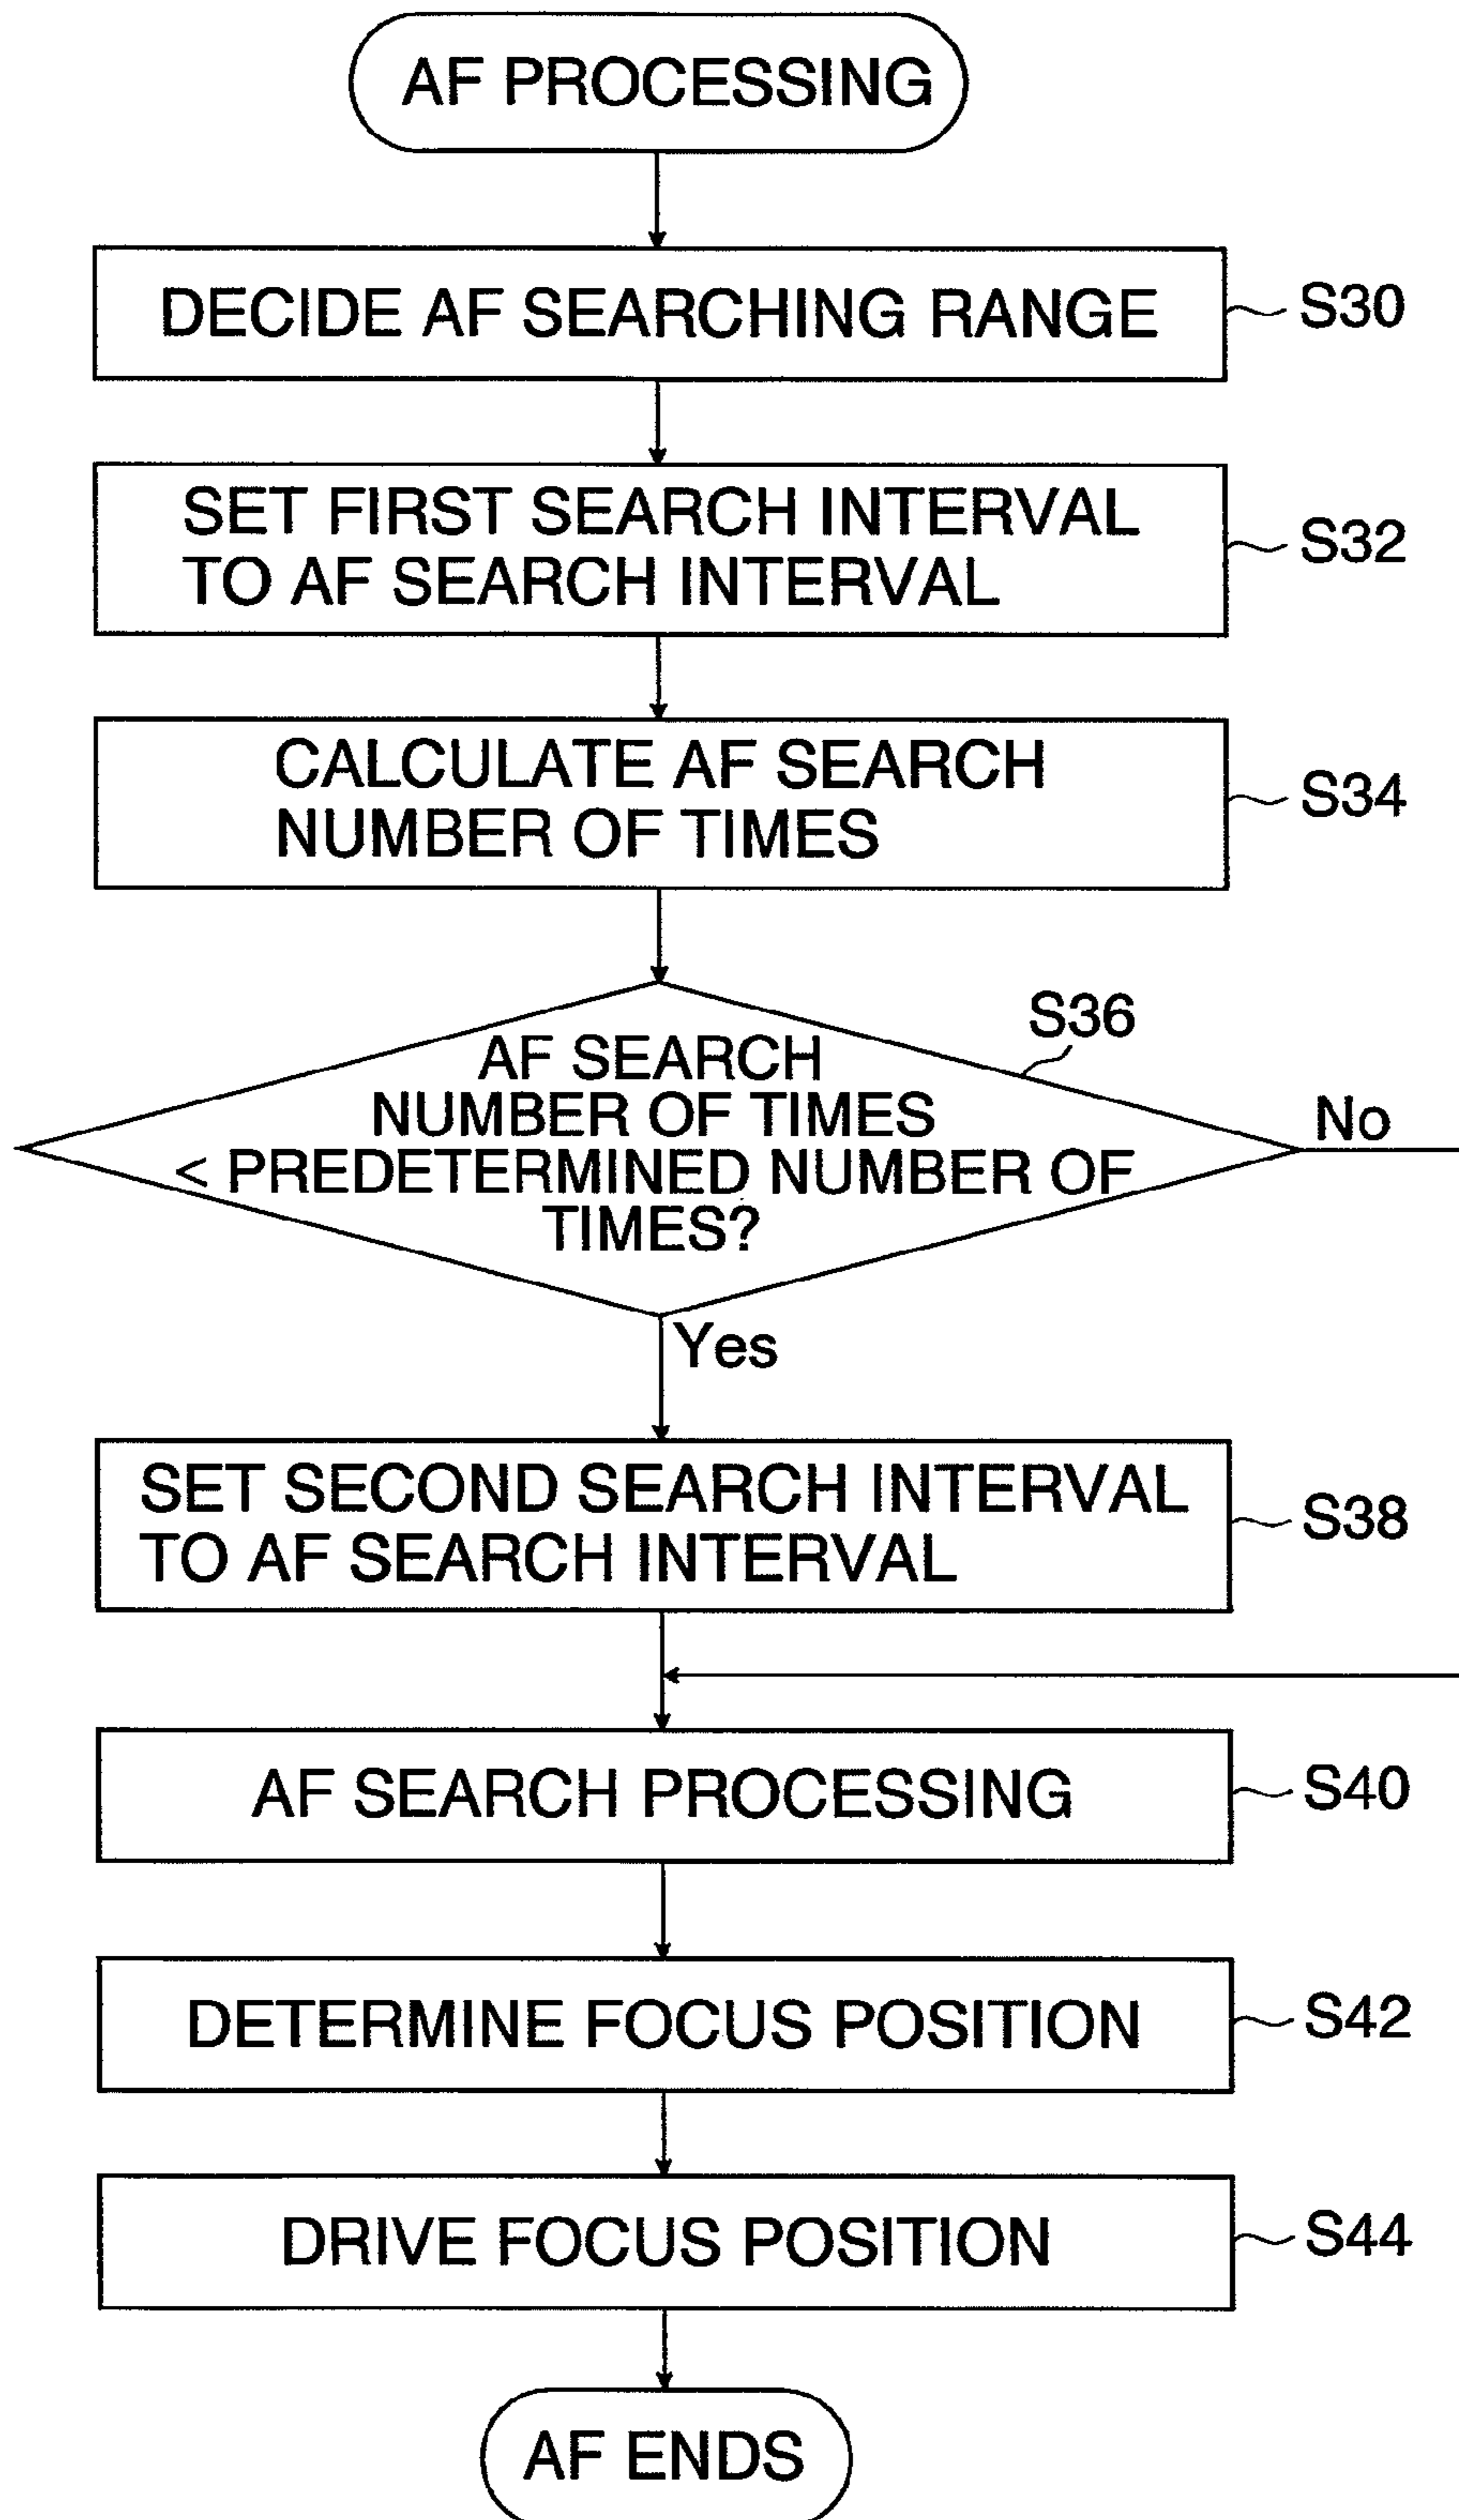 AF PROCESSING
DECIDE AF SEARCHING RANGE
S30
SET FIRST SEARCH INTERVAL
TO AF SEARCH INTERVAL
S32
CALCULATE AF SEARCH
NUMBER OF TIMES
S34
S36
AF SEARCH
NUMBER OF TIMES
< PREDETERMINED NUMBER OF
TIMES?
No
Yes
SET SECOND SEARCH INTERVAL
TO AF SEARCH INTERVAL
S38
AF SEARCH PROCESSING
S40
DETERMINE FOCUS POSITION
S42
DRIVE FOCUS POSITION
S44
AF ENDS